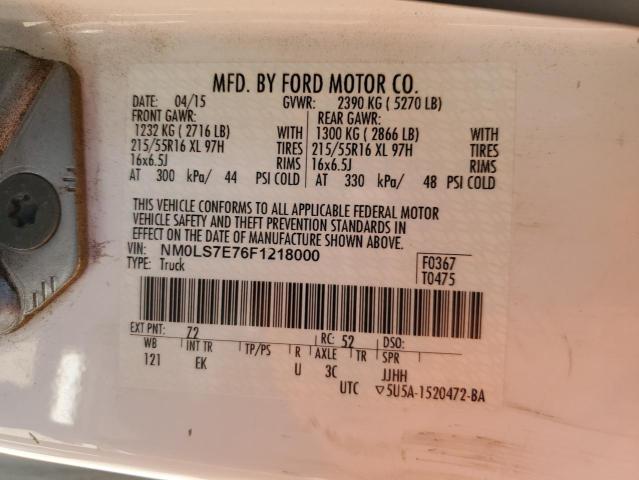 MFD. BY FORD MOTOR CO.
DATE: 04/15 GVWR: 2390 KG ( 5270 LB)
FRONT GAWR: REAR GAWR:
1232 KG ( 2716 LB) WITH 1300 KG ( 2866 LB) WITH
215/55R16 XL 97H TIRES 215/55R16 XL 97H TIRES
16x6.5J RIMS 16x6.5J RIMS
AT 300 kPa/ 44 PSI COLD AT 330 kPa/ 48 PSI COLD
THIS VEHICLE CONFORMS TO ALL APPLICABLE FEDERAL MOTOR
VEHICLE SAFETY AND THEFT PREVENTION STANDARDS IN
EFFECT ON THE DATE OF MANUFACTURE SHOWN ABOVE.
VIN: NM0LS7E76F1218000 F0367
TYPE: Truck T0475
EXT PNT: 72 RC: 52 DSO:
WB INT TR TP/PS R AXLE TR SPR
121 EK U 3C JJHH
UTC ▽5U5A-1520472-BA